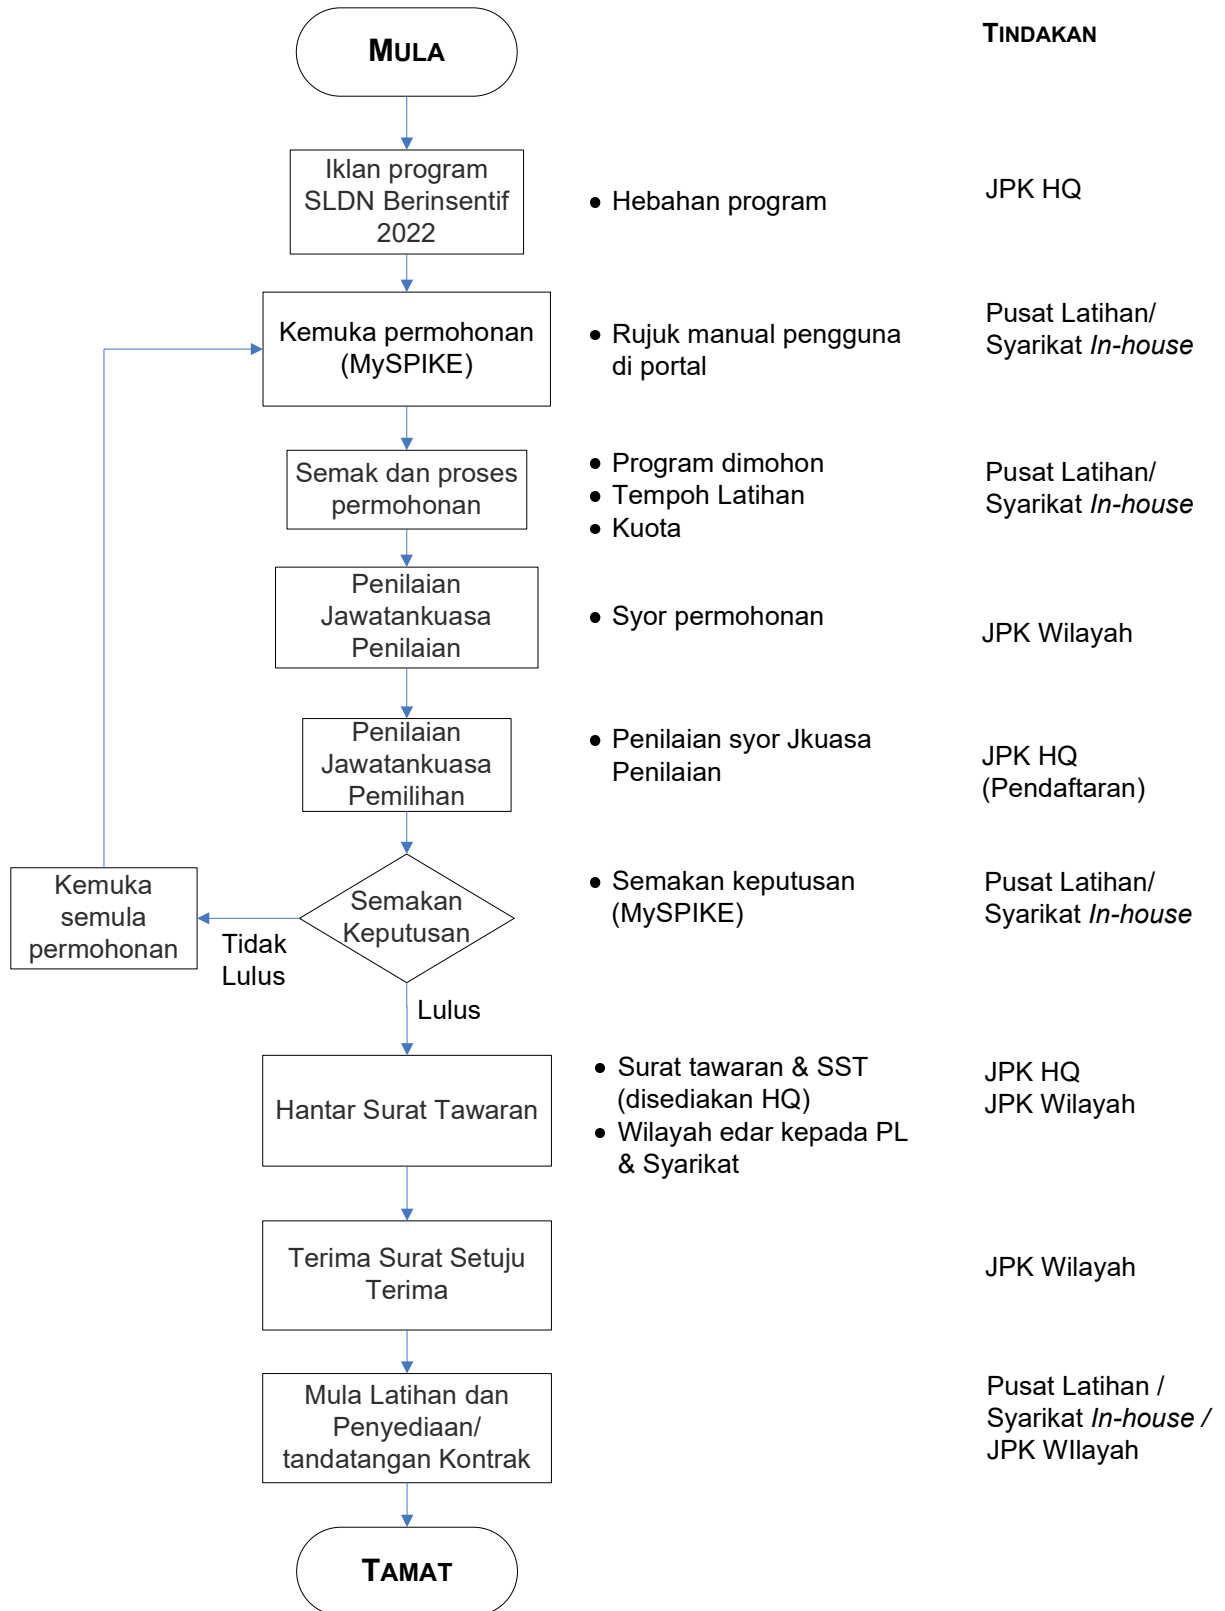 MULA
TINDAKAN
Iklan program
SLDN Berinsentif
2022
• Hebahan program
JPK HQ
Kemuka permohonan
(MySPIKE)
• Rujuk manual pengguna
di portal
Pusat Latihan/
Syarikat In-house
Semak dan proses
permohonan
• Program dimohon
• Tempoh Latihan
• Kuota
Pusat Latihan/
Syarikat In-house
Penilaian
Jawatankuasa
Penilaian
• Syor permohonan
JPK Wilayah
Penilaian
Jawatankuasa
Pemilihan
• Penilaian syor Jkuasa
Penilaian
JPK HQ
(Pendaftaran)
Kemuka
semula
permohonan
Tidak
Lulus
Semakan
Keputusan
• Semakan keputusan
(MySPIKE)
Pusat Latihan/
Syarikat In-house
Lulus
Hantar Surat Tawaran
• Surat tawaran & SST
(disediakan HQ)
• Wilayah edar kepada PL
& Syarikat
JPK HQ
JPK Wilayah
Terima Surat Setuju
Terima
JPK Wilayah
Mula Latihan dan
Penyediaan/
tandatangan Kontrak
Pusat Latihan /
Syarikat In-house /
JPK WIlayah
TAMAT